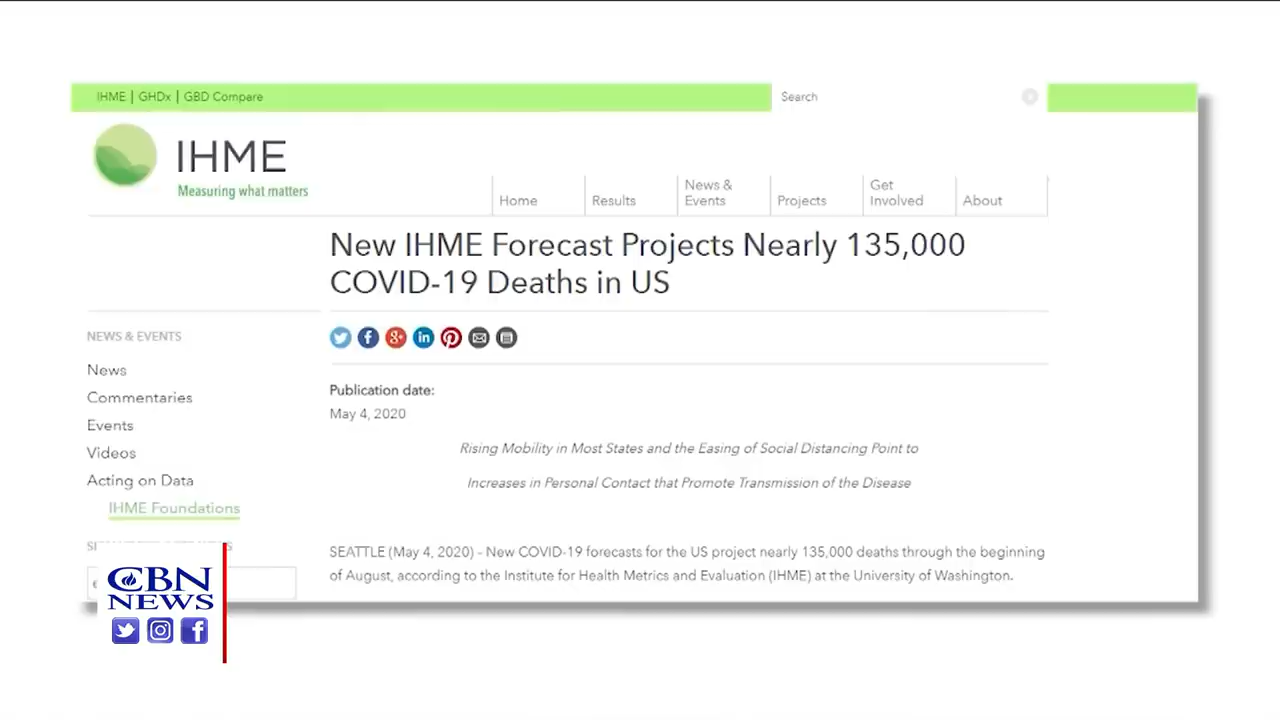 IHME | GHDx | GBD Compare
Search
IHME
Measuring what matters
Home
Results
News &
Events
Projects
Get
Involved
About
New IHME Forecast Projects Nearly 135,000
COVID-19 Deaths in US
NEWS & EVENTS
News
Commentaries
Events
Videos
Acting on Data
IHME Foundations
Publication date:
May 4, 2020
Rising Mobility in Most States and the Easing of Social Distancing Point to
Increases in Personal Contact that Promote Transmission of the Disease
SEATTLE (May 4, 2020) – New COVID-19 forecasts for the US project nearly 135,000 deaths through the beginning
of August, according to the Institute for Health Metrics and Evaluation (IHME) at the University of Washington.
CBN
NEWS